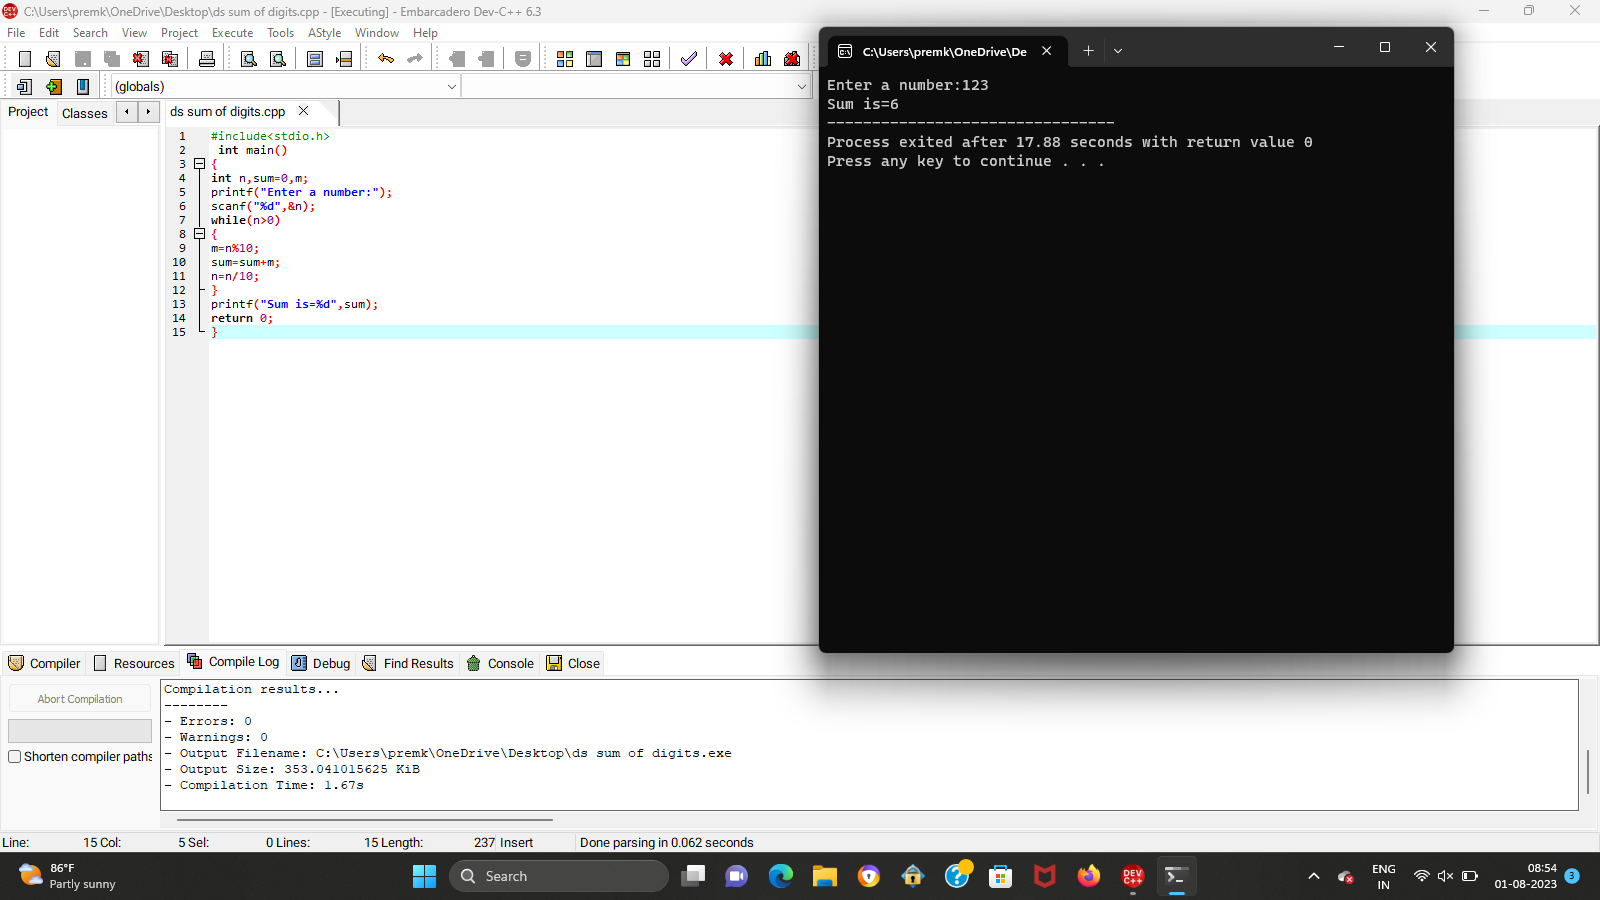 C:\Users\premk\OneDrive\Desktop\ds sum of digits.cpp - [Executing] - Embarcadero Dev-C++ 6.3
File Edit Search View Project Execute Tools AStyle Window Help
(globals)
Project Classes
ds sum of digits.cpp
1 #include<stdio.h>
2 int main()
3 {
4 int n,sum=0,m;
5 printf("Enter a number:");
6 scanf("%d",&n);
7 while(n>0)
8 {
9 m=n%10;
10 sum=sum+m;
11 n=n/10;
12 }
13 printf("Sum is=%d",sum);
14 return 0;
15 }
C:\Users\premk\OneDrive\De
Enter a number:123
Sum is=6
--------------------------------
Process exited after 17.88 seconds with return value 0
Press any key to continue . . .
Compiler Resources Compile Log Debug Find Results Console Close
Abort Compilation
Shorten compiler paths
Compilation results...
--------
- Errors: 0
- Warnings: 0
- Output Filename: C:\Users\premk\OneDrive\Desktop\ds sum of digits.exe
- Output Size: 353.041015625 KiB
- Compilation Time: 1.67s
Line: 15 Col: 5 Sel: 0 Lines: 15 Length: 237 Insert Done parsing in 0.062 seconds
86°F
Partly sunny
Search
DEV
C++
ENG
IN
08:54
01-08-2023
3